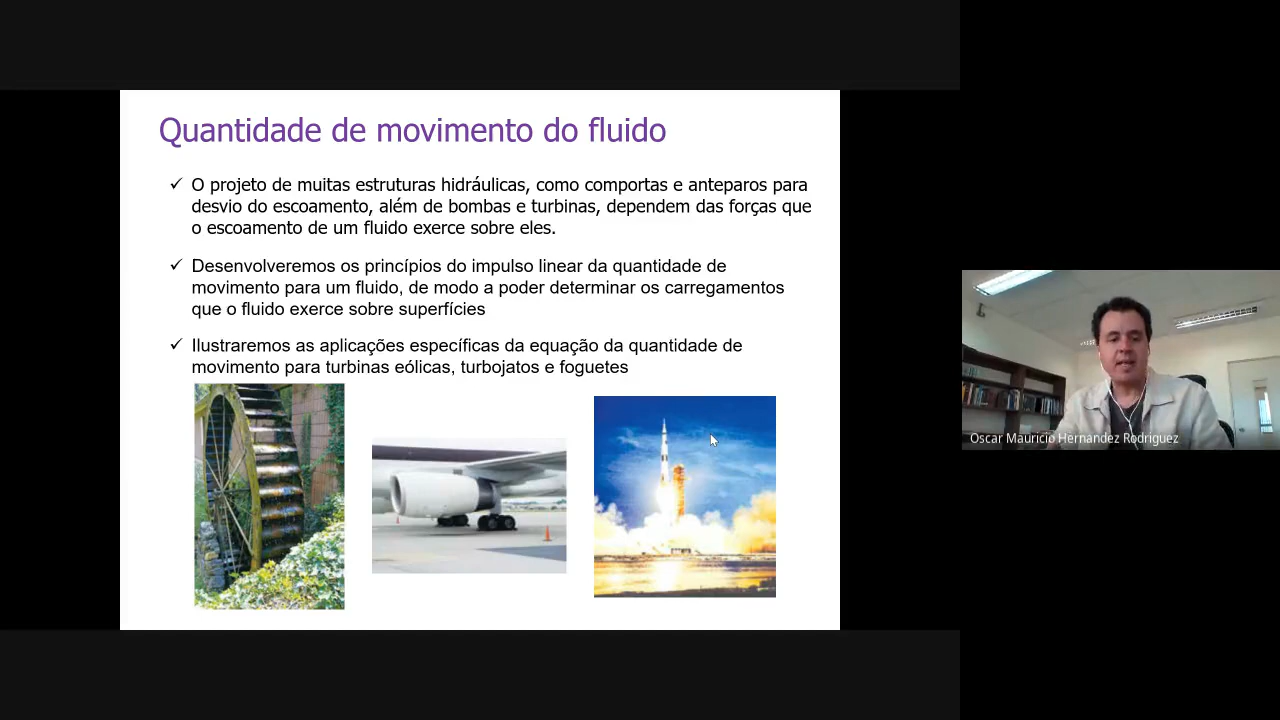 Quantidade de movimento do fluido
✓ O projeto de muitas estruturas hidráulicas, como comportas e anteparos para
desvio do escoamento, além de bombas e turbinas, dependem das forças que
o escoamento de um fluido exerce sobre eles.
✓ Desenvolveremos os princípios do impulso linear da quantidade de
movimento para um fluido, de modo a poder determinar os carregamentos
que o fluido exerce sobre superfícies
✓ Ilustraremos as aplicações específicas da equação da quantidade de
movimento para turbinas eólicas, turbojatos e foguetes
Oscar Mauricio Hernandez Rodriguez